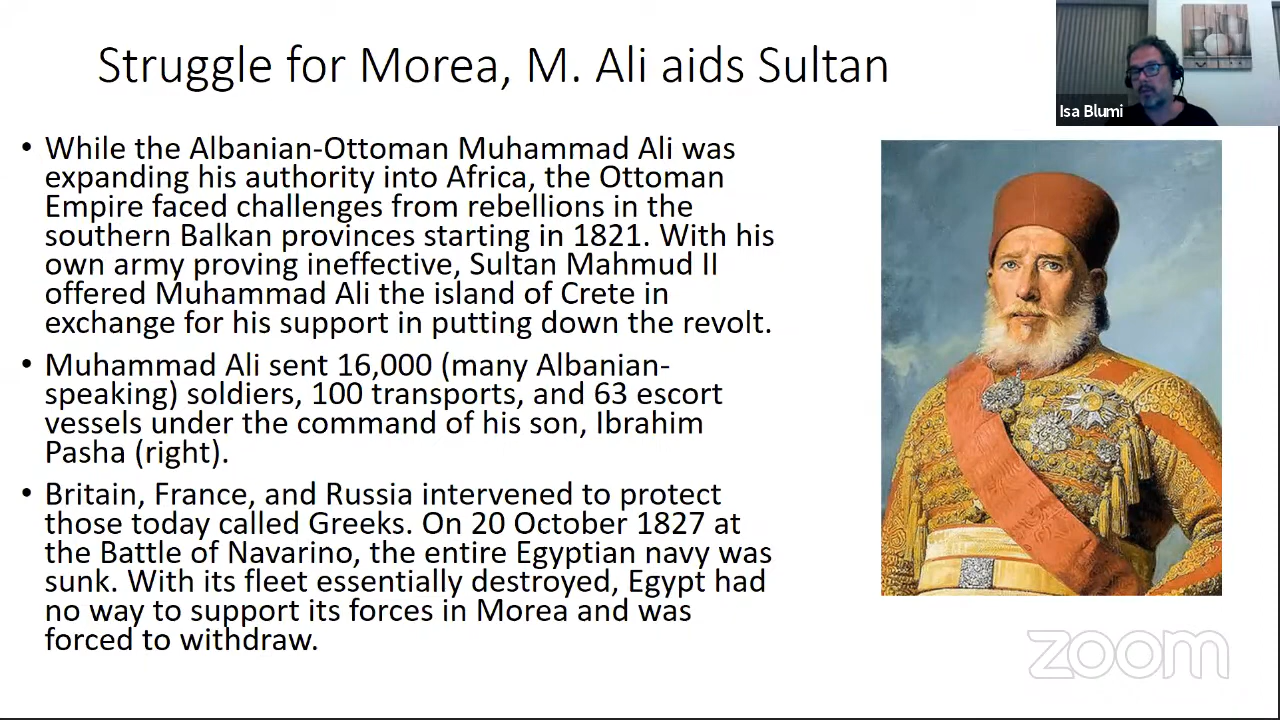 Struggle for Morea, M. Ali aids Sultan
Isa Blumi
• While the Albanian-Ottoman Muhammad Ali was
expanding his authority into Africa, the Ottoman
Empire faced challenges from rebellions in the
southern Balkan provinces starting in 1821. With his
own army proving ineffective, Sultan Mahmud II
offered Muhammad Ali the island of Crete in
exchange for his support in putting down the revolt.
• Muhammad Ali sent 16,000 (many Albanian-
speaking) soldiers, 100 transports, and 63 escort
vessels under the command of his son, Ibrahim
Pasha (right).
• Britain, France, and Russia intervened to protect
those today called Greeks. On 20 October 1827 at
the Battle of Navarino, the entire Egyptian navy was
sunk. With its fleet essentially destroyed, Egypt had
no way to support its forces in Morea and was
forced to withdraw.
zoom